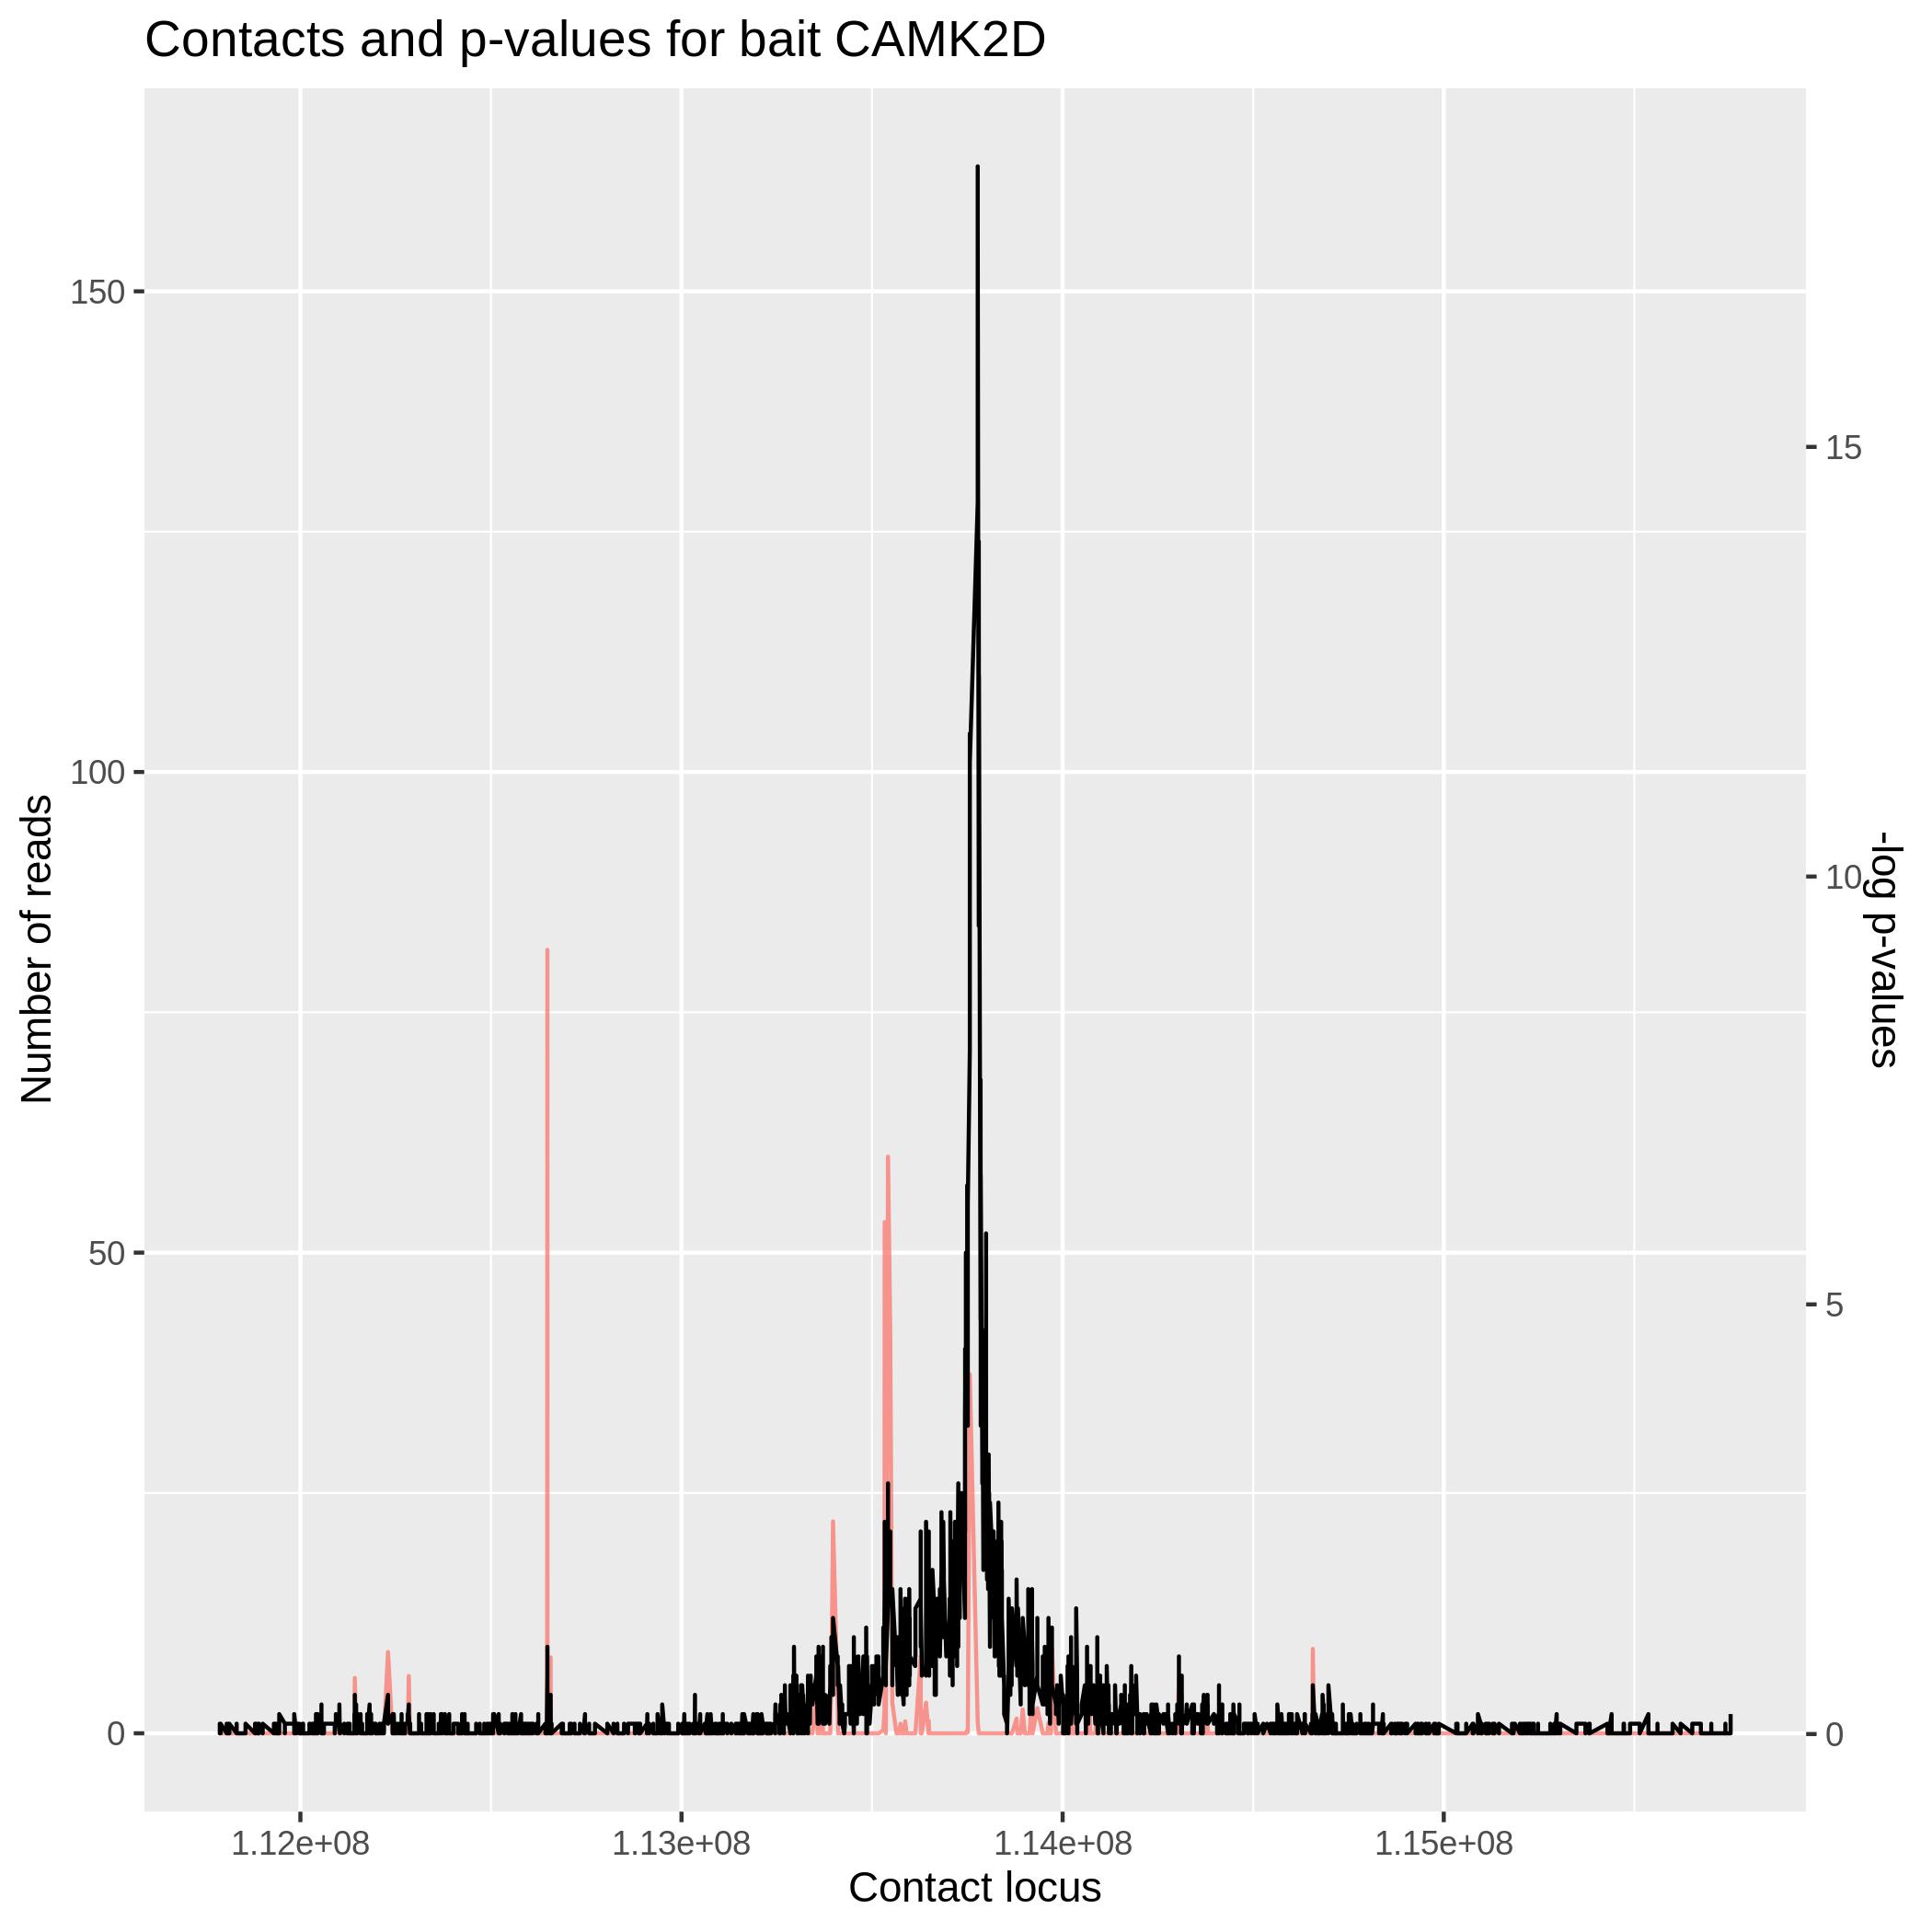 Contacts and p-values for bait CAMK2D
Number of reads
150
100
50
0
15
10
5
0
-log p-values
1.12e+08
1.13e+08
1.14e+08
1.15e+08
Contact locus